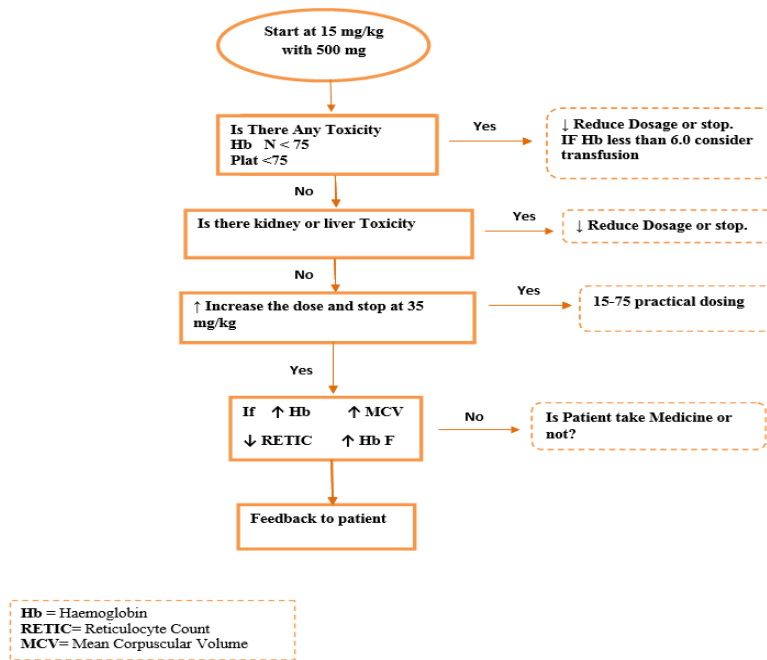 Start at 15 mg/kg
with 500 mg
Is There Any Toxicity
Hb N < 75
Plat <75
Yes
↓ Reduce Dosage or stop.
IF Hb less than 6.0 consider
transfusion
No
Is there kidney or liver Toxicity
Yes
↓ Reduce Dosage or stop.
No
↑ Increase the dose and stop at 35
mg/kg
Yes
15-75 practical dosing
Yes
If ↑ Hb ↑ MCV
↓ RETIC ↑ Hb F
No
Is Patient take Medicine or
not?
Feedback to patient
Hb = Haemoglobin
RETIC= Reticulocyte Count
MCV= Mean Corpuscular Volume